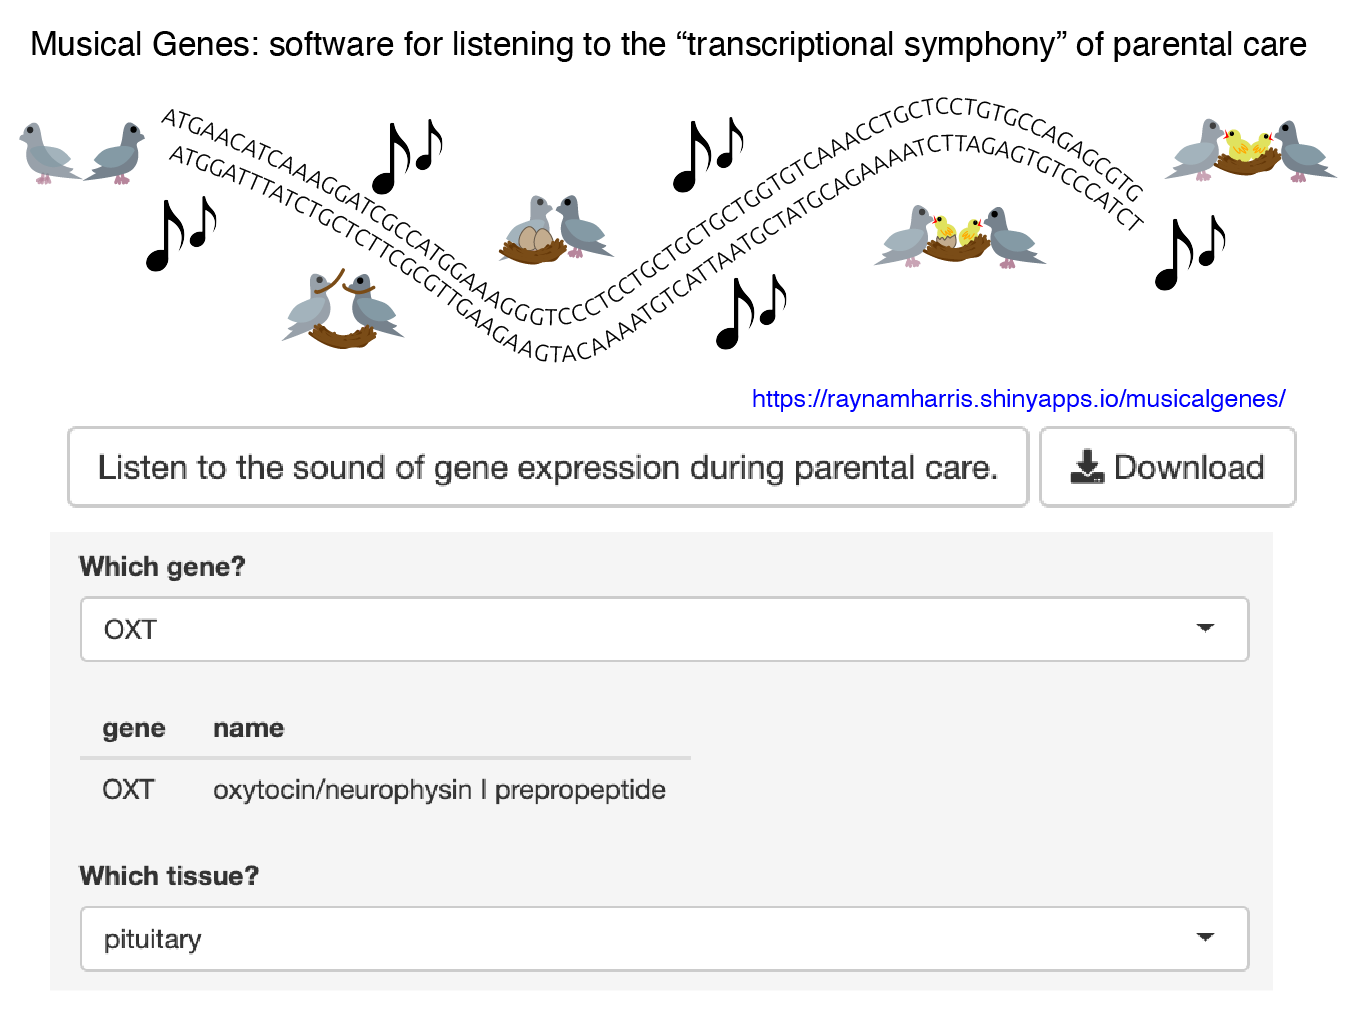 Musical Genes: software for listening to the “transcriptional symphony” of parental care
ATGAACATCAAAGGATCGCCATGGAAAGGGTCCCTCCTGCTGCTGCTGGTGTCAAACCTGCTCCTGTGCCAGAGCGTG
ATGGATTTATCTGCTCTTCGCGTTGAAGAAGTACAAAATGTCATTAATGCTATGCAGAAAATCTTAGAGTGTCCCATCT
https://raynamharris.shinyapps.io/musicalgenes/
Listen to the sound of gene expression during parental care.
Download
Which gene?
OXT
gene name
OXT oxytocin/neurophysin I prepropeptide
Which tissue?
pituitary